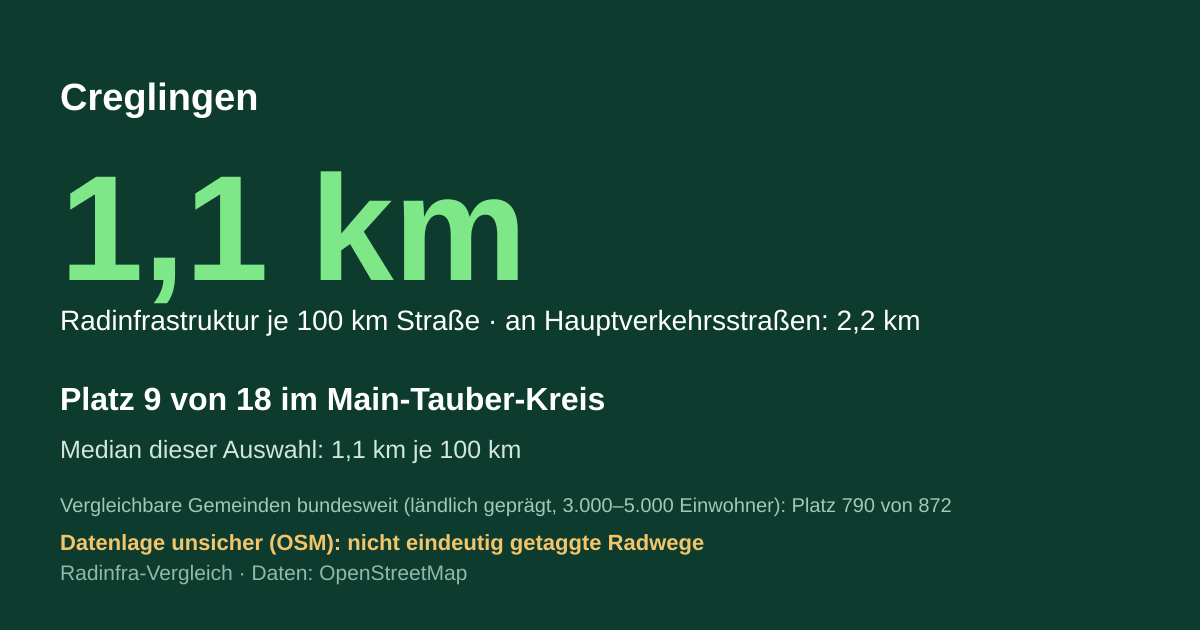 Creglingen
1,1 km
Radinfrastruktur je 100 km Straße · an Hauptverkehrsstraßen: 2,2 km
Platz 9 von 18 im Main-Tauber-Kreis
Median dieser Auswahl: 1,1 km je 100 km
Vergleichbare Gemeinden bundesweit (ländlich geprägt, 3.000–5.000 Einwohner): Platz 790 von 872
Datenlage unsicher (OSM): nicht eindeutig getaggte Radwege
Radinfra-Vergleich · Daten: OpenStreetMap